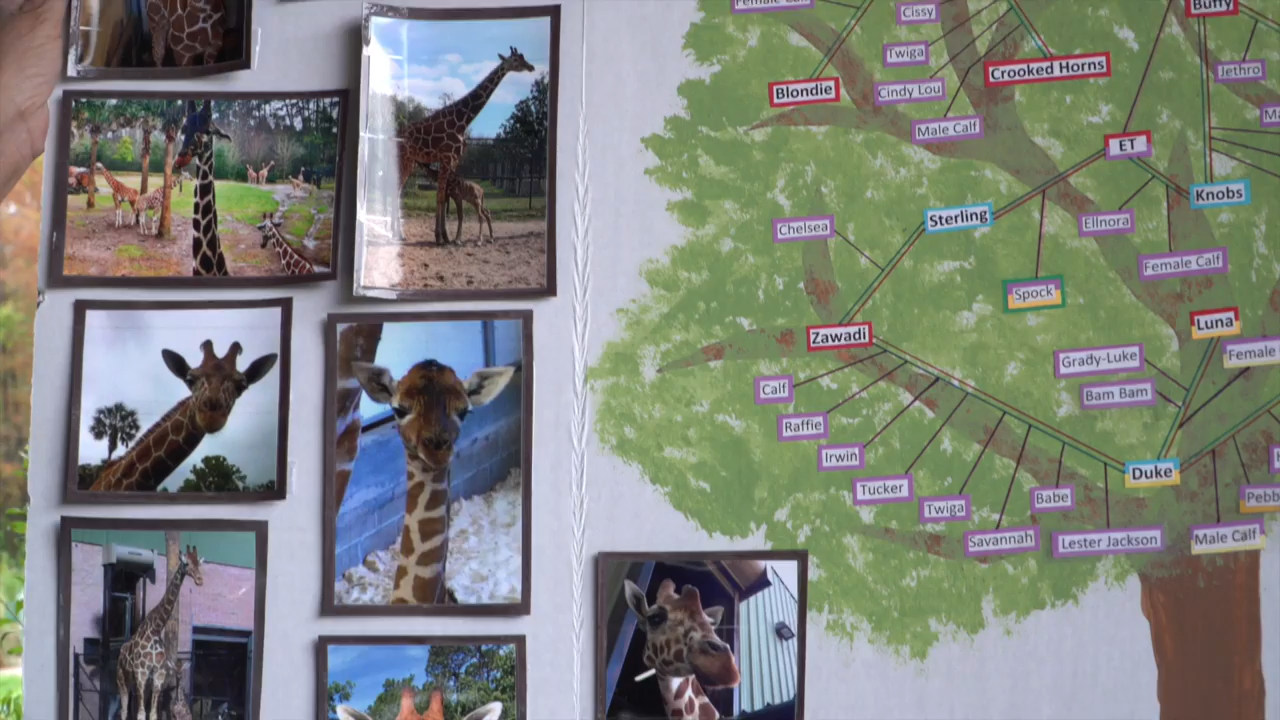 Female Calf
Cissy
Buffy
Twiga
Crooked Horns
Jethro
Blondie
Cindy Lou
Male Calf
ET
Knobs
Sterling
Chelsea
Ellnora
Female Calf
Spock
Luna
Zawadi
Grady-Luke
Female
Calf
Bam Bam
Raffie
Irwin
Duke
Tucker
Twiga
Babe
Savannah
Lester Jackson
Male Calf